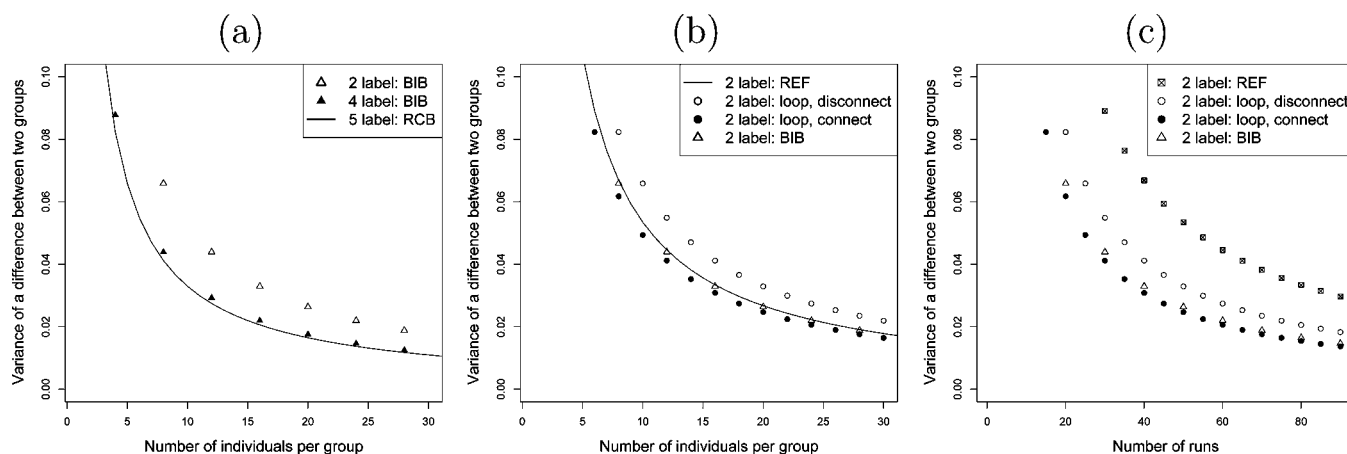 (a)
Variance of a difference between two groups
0.10
0.08
0.06
0.04
0.02
0.00
2 label: BIB
4 label: BIB
5 label: RCB
0 5 10 15 20 25 30
Number of individuals per group
(b)
Variance of a difference between two groups
0.10
0.08
0.06
0.04
0.02
0.00
2 label: REF
2 label: loop, disconnect
2 label: loop, connect
2 label: BIB
0 5 10 15 20 25 30
Number of individuals per group
(c)
Variance of a difference between two groups
0.10
0.08
0.06
0.04
0.02
0.00
2 label: REF
2 label: loop, disconnect
2 label: loop, connect
2 label: BIB
0 20 40 60 80
Number of runs